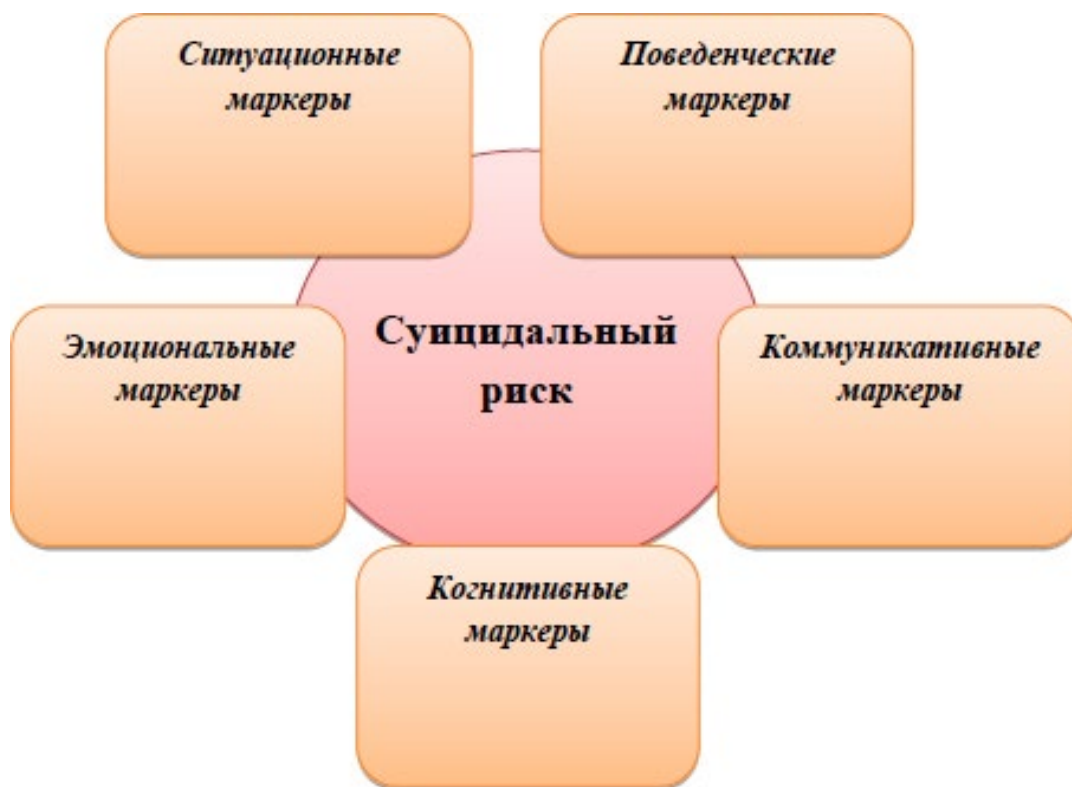 Ситуационные
маркеры
Поведенческие
маркеры
Эмоциональные
маркеры
Суицидальный
риск
Коммуникативные
маркеры
Когнитивные
маркеры